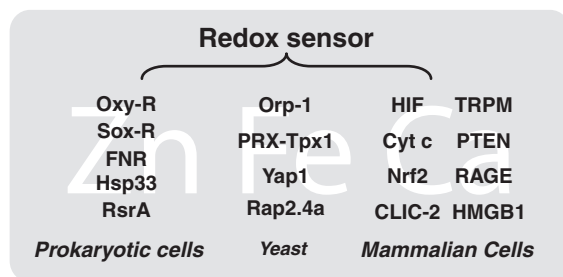 Redox sensor
Zn Fe Ca
Oxy-R
Sox-R
FNR
Hsp33
RsrA
Prokaryotic cells
Orp-1
PRX-Tpx1
Yap1
Rap2.4a
Yeast
HIF TRPM
Cyt c PTEN
Nrf2 RAGE
CLIC-2 HMGB1
Mammalian Cells